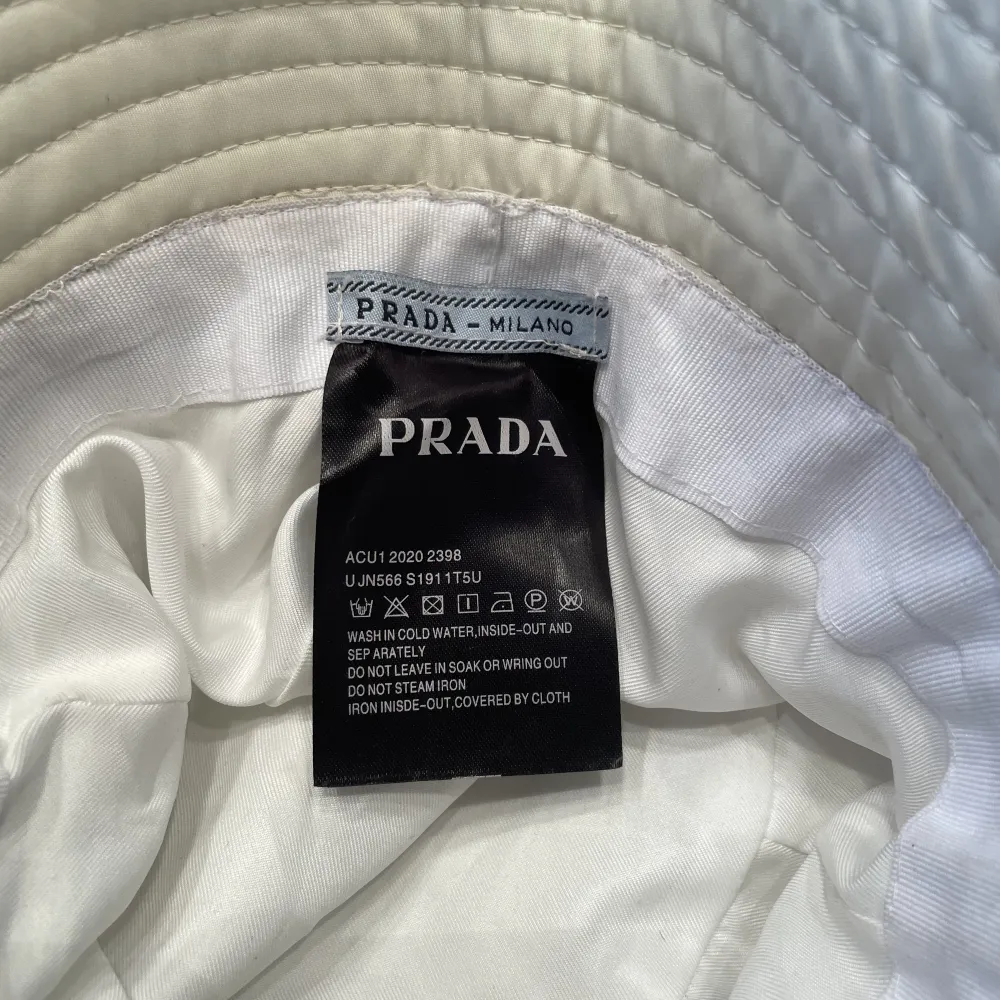 PRADA - MILANO
PRADA
ACU1 2020 2398
UJN566 S1911T5U
WASH IN COLD WATER,INSIDE-OUT AND
SEP ARATELY
DO NOT LEAVE IN SOAK OR WRING OUT
DO NOT STEAM IRON
IRON INISDE-OUT,COVERED BY CLOTH